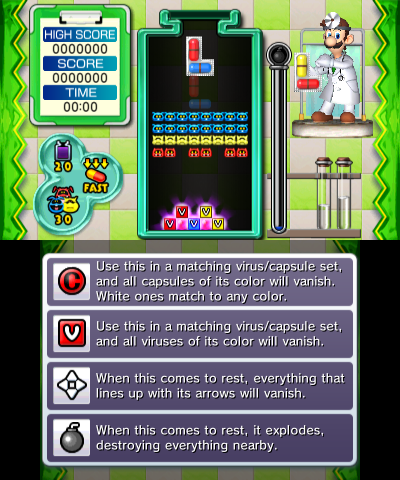 HIGH SCORE
0000000
SCORE
0000000
TIME
00:00
20
FAST
30
V V
V V V
C
Use this in a matching virus/capsule set,
and all capsules of its color will vanish.
White ones match to any color.
V
Use this in a matching virus/capsule set,
and all viruses of its color will vanish.
When this comes to rest, everything that
lines up with its arrows will vanish.
When this comes to rest, it explodes,
destroying everything nearby.